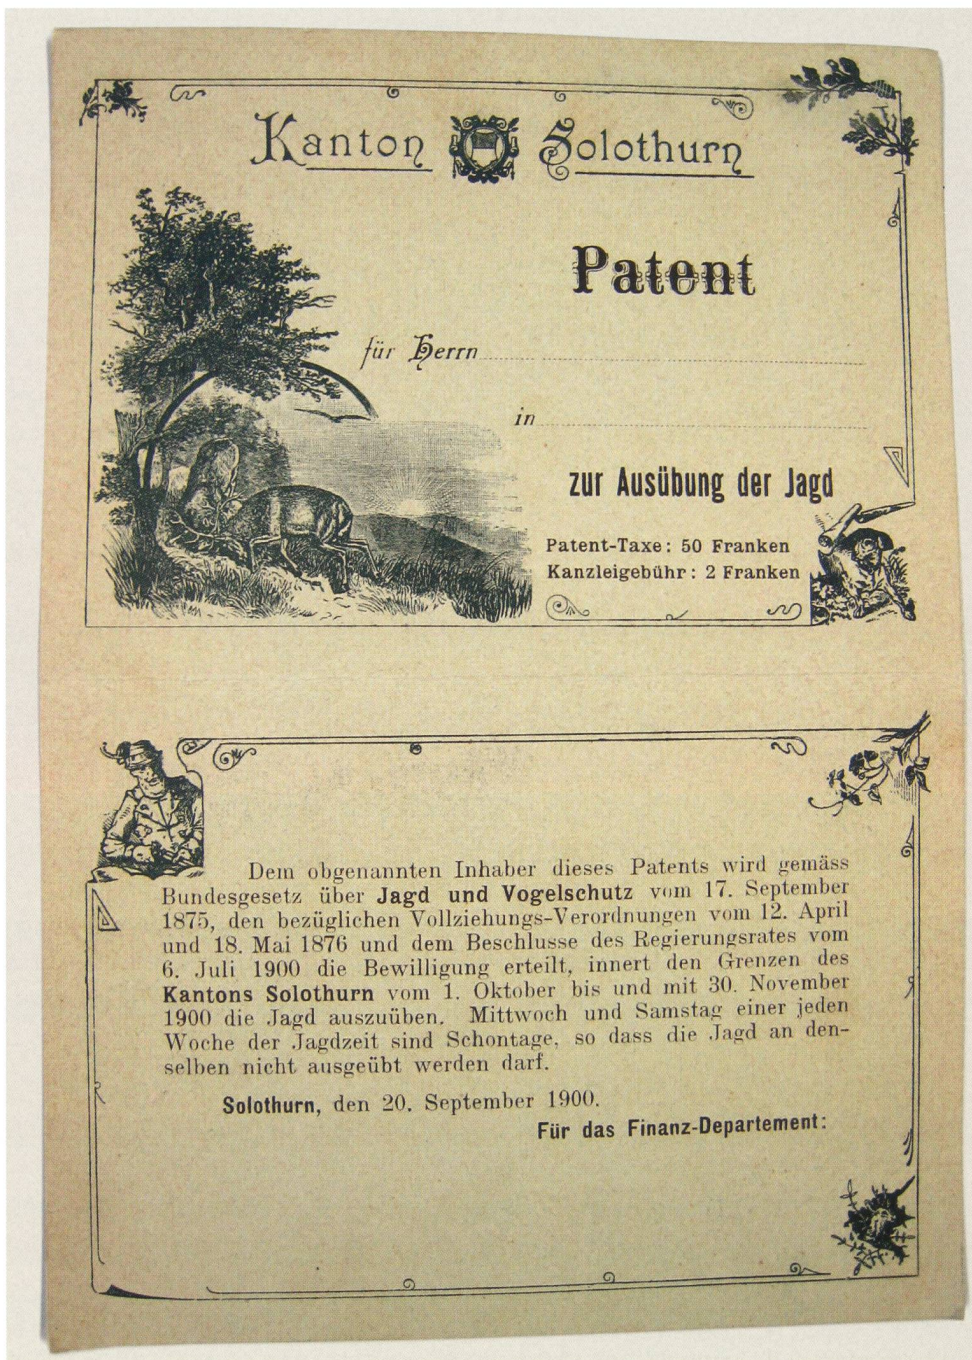 Kanton Solothurn
Patent
für Herrn
in
zur Ausübung der Jagd
Patent-Taxe: 50 Franken
Kanzleigebühr: 2 Franken
Dem obgenannten Inhaber dieses Patents wird gemäss
Bundesgesetz über Jagd und Vogelschutz vom 17. September
1875, den bezüglichen Vollziehungs-Verordnungen vom 12. April
und 18. Mai 1876 und dem Beschlusse des Regierungsrates vom
6. Juli 1900 die Bewilligung erteilt, innert den Grenzen des
Kantons Solothurn vom 1. Oktober bis und mit 30. November
1900 die Jagd auszuüben. Mittwoch und Samstag einer jeden
Woche der Jagdzeit sind Schontage, so dass die Jagd an den-
selben nicht ausgeübt werden darf.
Solothurn, den 20. September 1900.
Für das Finanz-Departement: